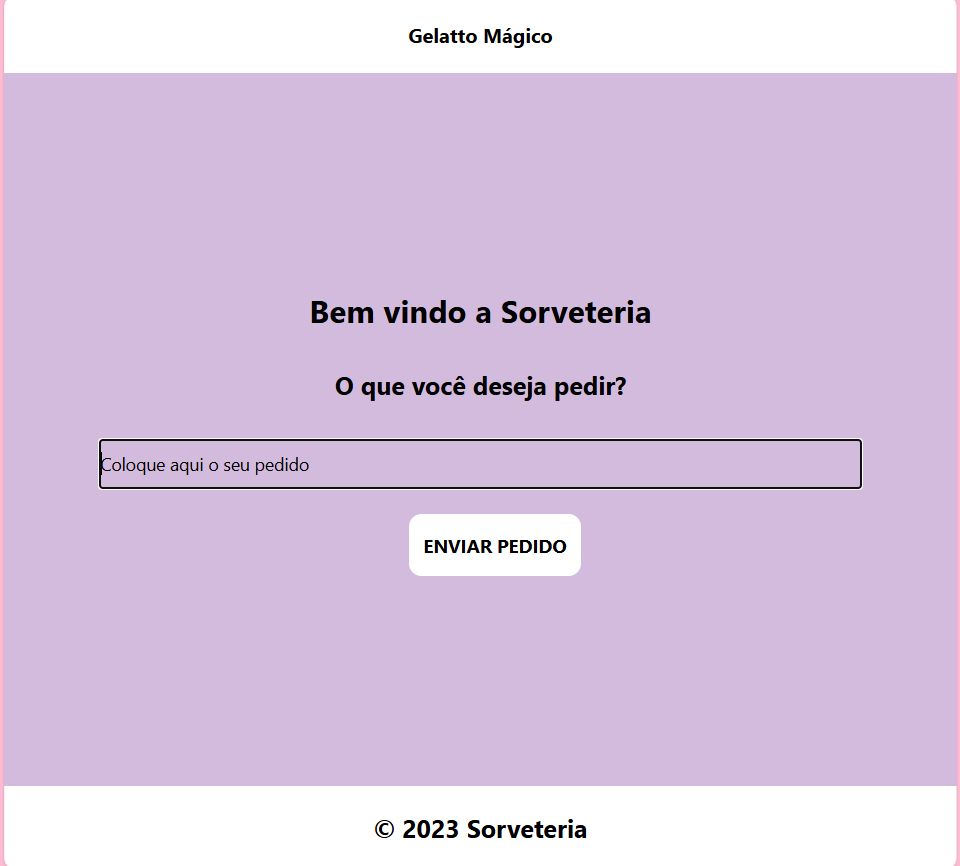 Gelatto Mágico
Bem vindo a Sorveteria
O que você deseja pedir?
Coloque aqui o seu pedido
ENVIAR PEDIDO
© 2023 Sorveteria